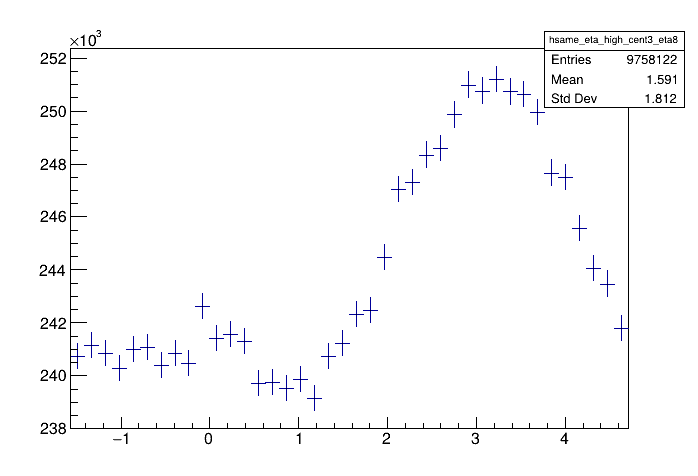 ×10³
hsame_eta_high_cent3_eta8
Entries 9758122
Mean 1.591
Std Dev 1.812
252
250
248
246
244
242
240
238
−1 0 1 2 3 4